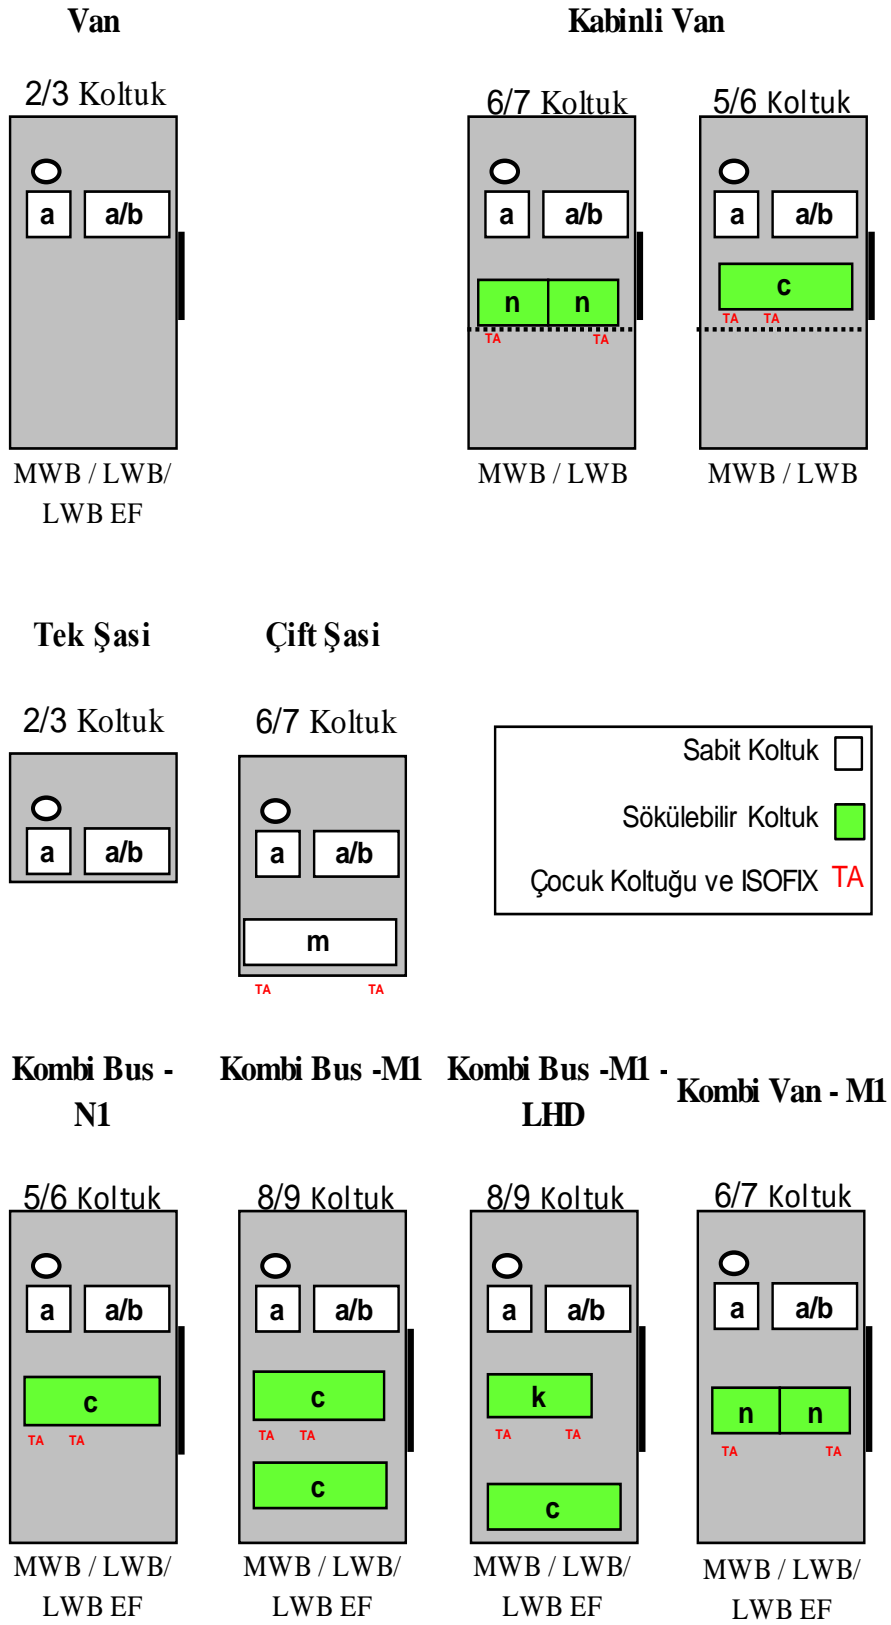 Van
Kabinli Van
2/3 Koltuk
6/7 Koltuk
5/6 Koltuk
a a/b
a a/b
a a/b
n n
c
TA TA
TA TA
MWB / LWB/
LWB EF
MWB / LWB
MWB / LWB
Tek Şasi
Çift Şasi
2/3 Koltuk
6/7 Koltuk
a a/b
a a/b
m
TA TA
Sabit Koltuk
Sökülebilir Koltuk
Çocuk Koltuğu ve ISOFIX TA
Kombi Bus -
N1
Kombi Bus -M1
Kombi Bus -M1 -
LHD
Kombi Van - M1
5/6 Koltuk
8/9 Koltuk
8/9 Koltuk
6/7 Koltuk
a a/b
a a/b
a a/b
a a/b
c
c
k
n n
TA TA
TA TA
TA TA
TA TA
c
c
MWB / LWB/
LWB EF
MWB / LWB/
LWB EF
MWB / LWB/
LWB EF
MWB / LWB/
LWB EF